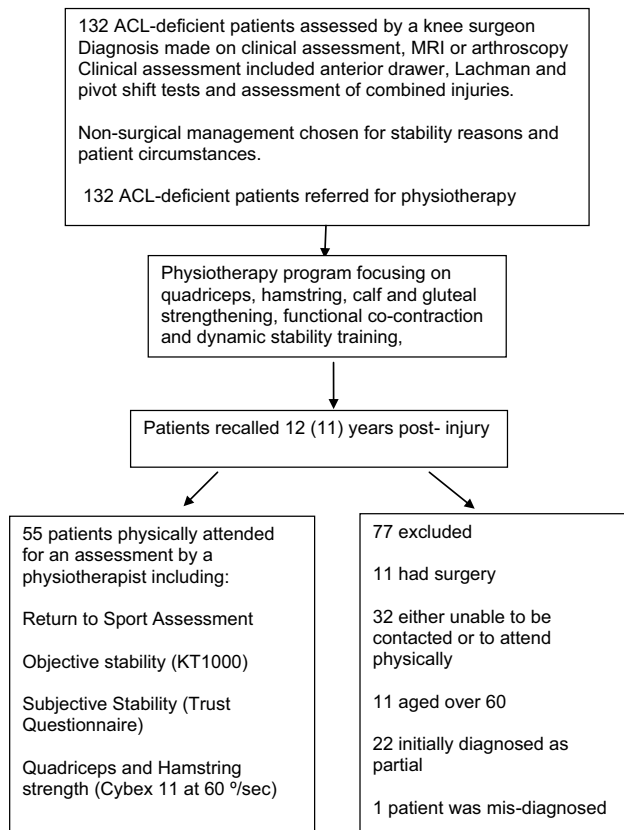 132 ACL-deficient patients assessed by a knee surgeon
Diagnosis made on clinical assessment, MRI or arthroscopy
Clinical assessment included anterior drawer, Lachman and
pivot shift tests and assessment of combined injuries.
Non-surgical management chosen for stability reasons and
patient circumstances.
132 ACL-deficient patients referred for physiotherapy
Physiotherapy program focusing on
quadriceps, hamstring, calf and gluteal
strengthening, functional co-contraction
and dynamic stability training,
Patients recalled 12 (11) years post- injury
55 patients physically attended
for an assessment by a
physiotherapist including:
Return to Sport Assessment
Objective stability (KT1000)
Subjective Stability (Trust
Questionnaire)
Quadriceps and Hamstring
strength (Cybex 11 at 60 º/sec)
77 excluded
11 had surgery
32 either unable to be
contacted or to attend
physically
11 aged over 60
22 initially diagnosed as
partial
1 patient was mis-diagnosed